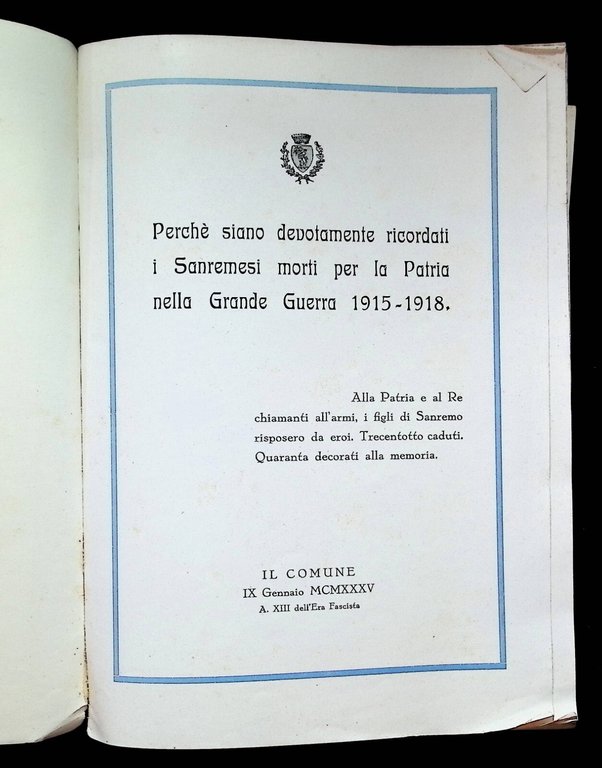 Perchè siano devotamente ricordati
i Sanremesi morti per la Patria
nella Grande Guerra 1915-1918.
Alla Patria e al Re
chiamanti all'armi, i figli di Sanremo
risposero da eroi. Trecentotto caduti.
Quaranta decorati alla memoria.
IL COMUNE
IX Gennaio MCMXXXV
A. XIII dell'Era Fascista